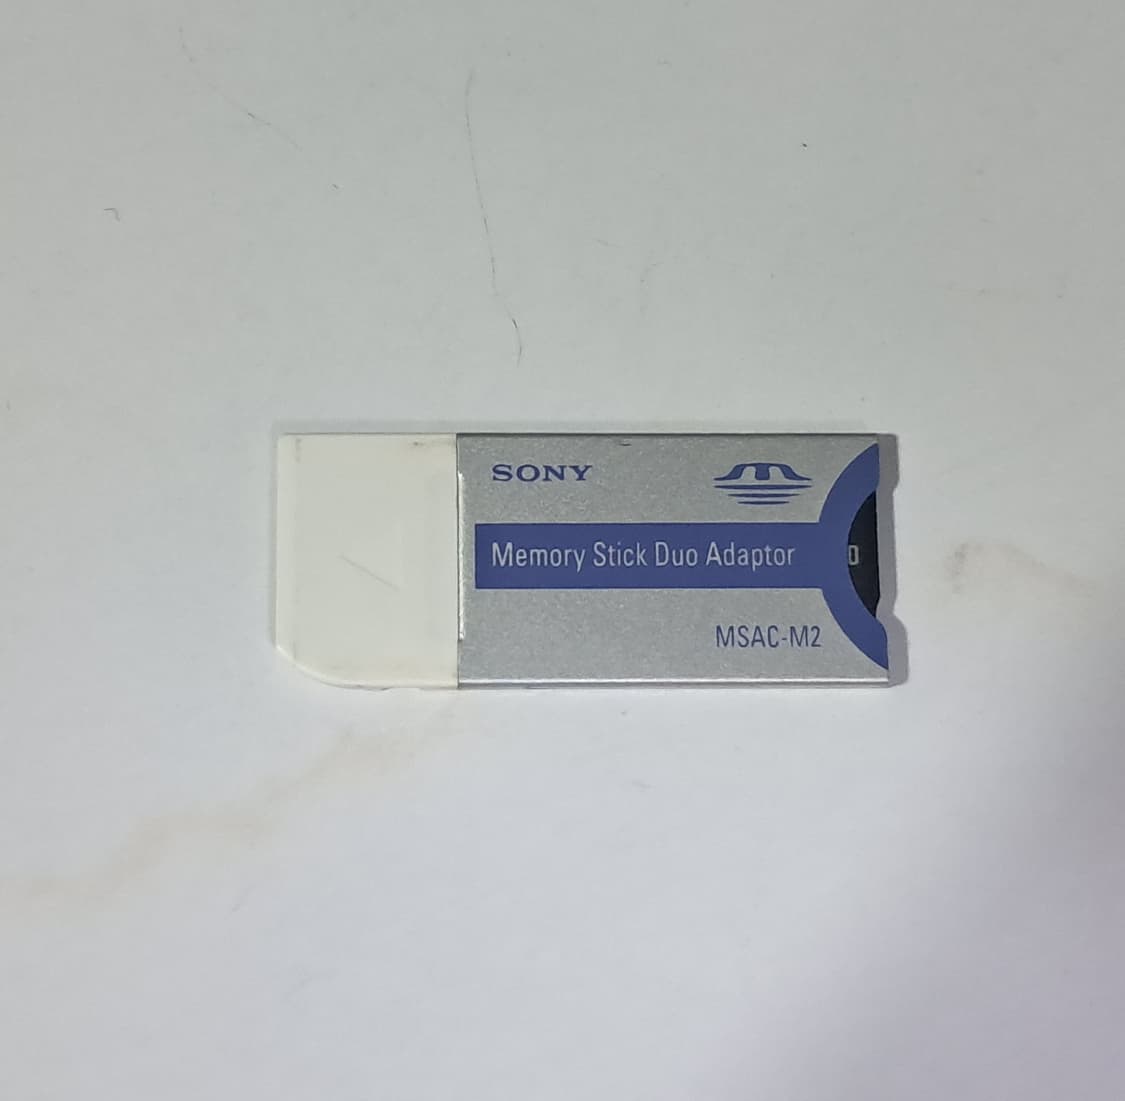 SONY
Memory Stick Duo Adaptor
MSAC-M2